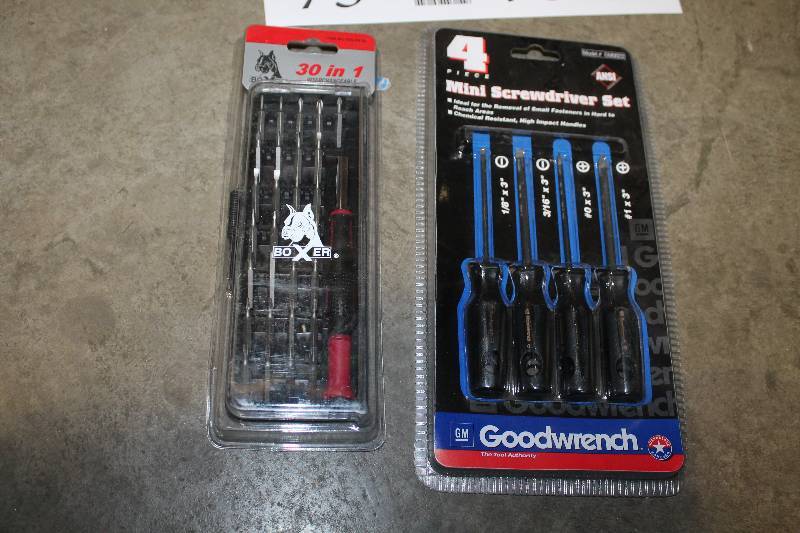 30 in 1
INTERCHANGEABLE
BOXER
BOXER
4
PIECE
ANSI
Mini Screwdriver Set
Ideal for the Removal of Small Fasteners in Hard to
Reach Areas
Chemical Resistant, High Impact Handles
1/8" x 3"
3/16" x 3"
#0 x 3"
#1 x 3"
GM
GM Goodwrench
The Tool Authority